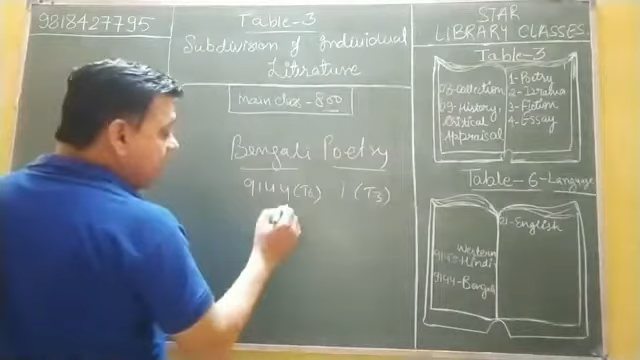 9818427795
Table-3
Subdivision of Individual
Literature
main class - 800
Bengali Poetry
9144 (T6) 1 (T3)
STAR
LIBRARY CLASSES
Table-3
08-Collection
09-History,
Critical
Appraisal
1-Poetry
2-Drama
3-Fiction
4-Essay
Table-6-Language
Western
Hindi
9144-Bengali
21-English